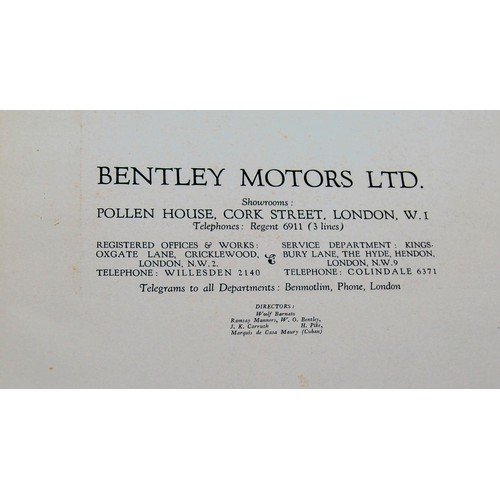 BENTLEY MOTORS LTD.
Showrooms :
POLLEN HOUSE, CORK STREET, LONDON, W.1
Telephones: Regent 6911 (3 lines)
REGISTERED OFFICES & WORKS:
OXGATE LANE, CRICKLEWOOD,
LONDON, N.W.2.
TELEPHONE: WILLESDEN 2140
SERVICE DEPARTMENT: KINGS-
BURY LANE, THE HYDE, HENDON,
LONDON, N.W.9
TELEPHONE: COLINDALE 6371
Telegrams to all Departments : Benmotlim, Phone, London
DIRECTORS:
Woolf Barnato
Ramsay Manners, W. O. Bentley,
J. K. Carruth H. Pike,
Marquis de Casa Maury (Cuban)